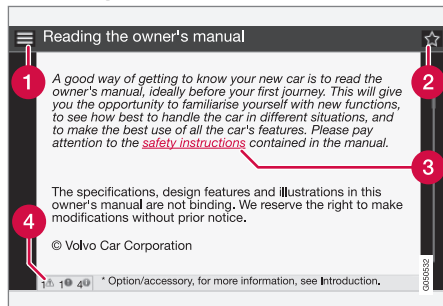 Reading the owner's manual
1
2
A good way of getting to know your new car is to read the
owner's manual, ideally before your first journey. This will give
you the opportunity to familiarise yourself with new functions,
to see how best to handle the car in different situations, and
to make the best use of all the car's features. Please pay
attention to the safety instructions contained in the manual.
3
The specifications, design features and illustrations in this
owner's manual are not binding. We reserve the right to make
modifications without prior notice.
4
© Volvo Car Corporation
1 1 4 * Option/accessory, for more information, see Introduction.
G050532